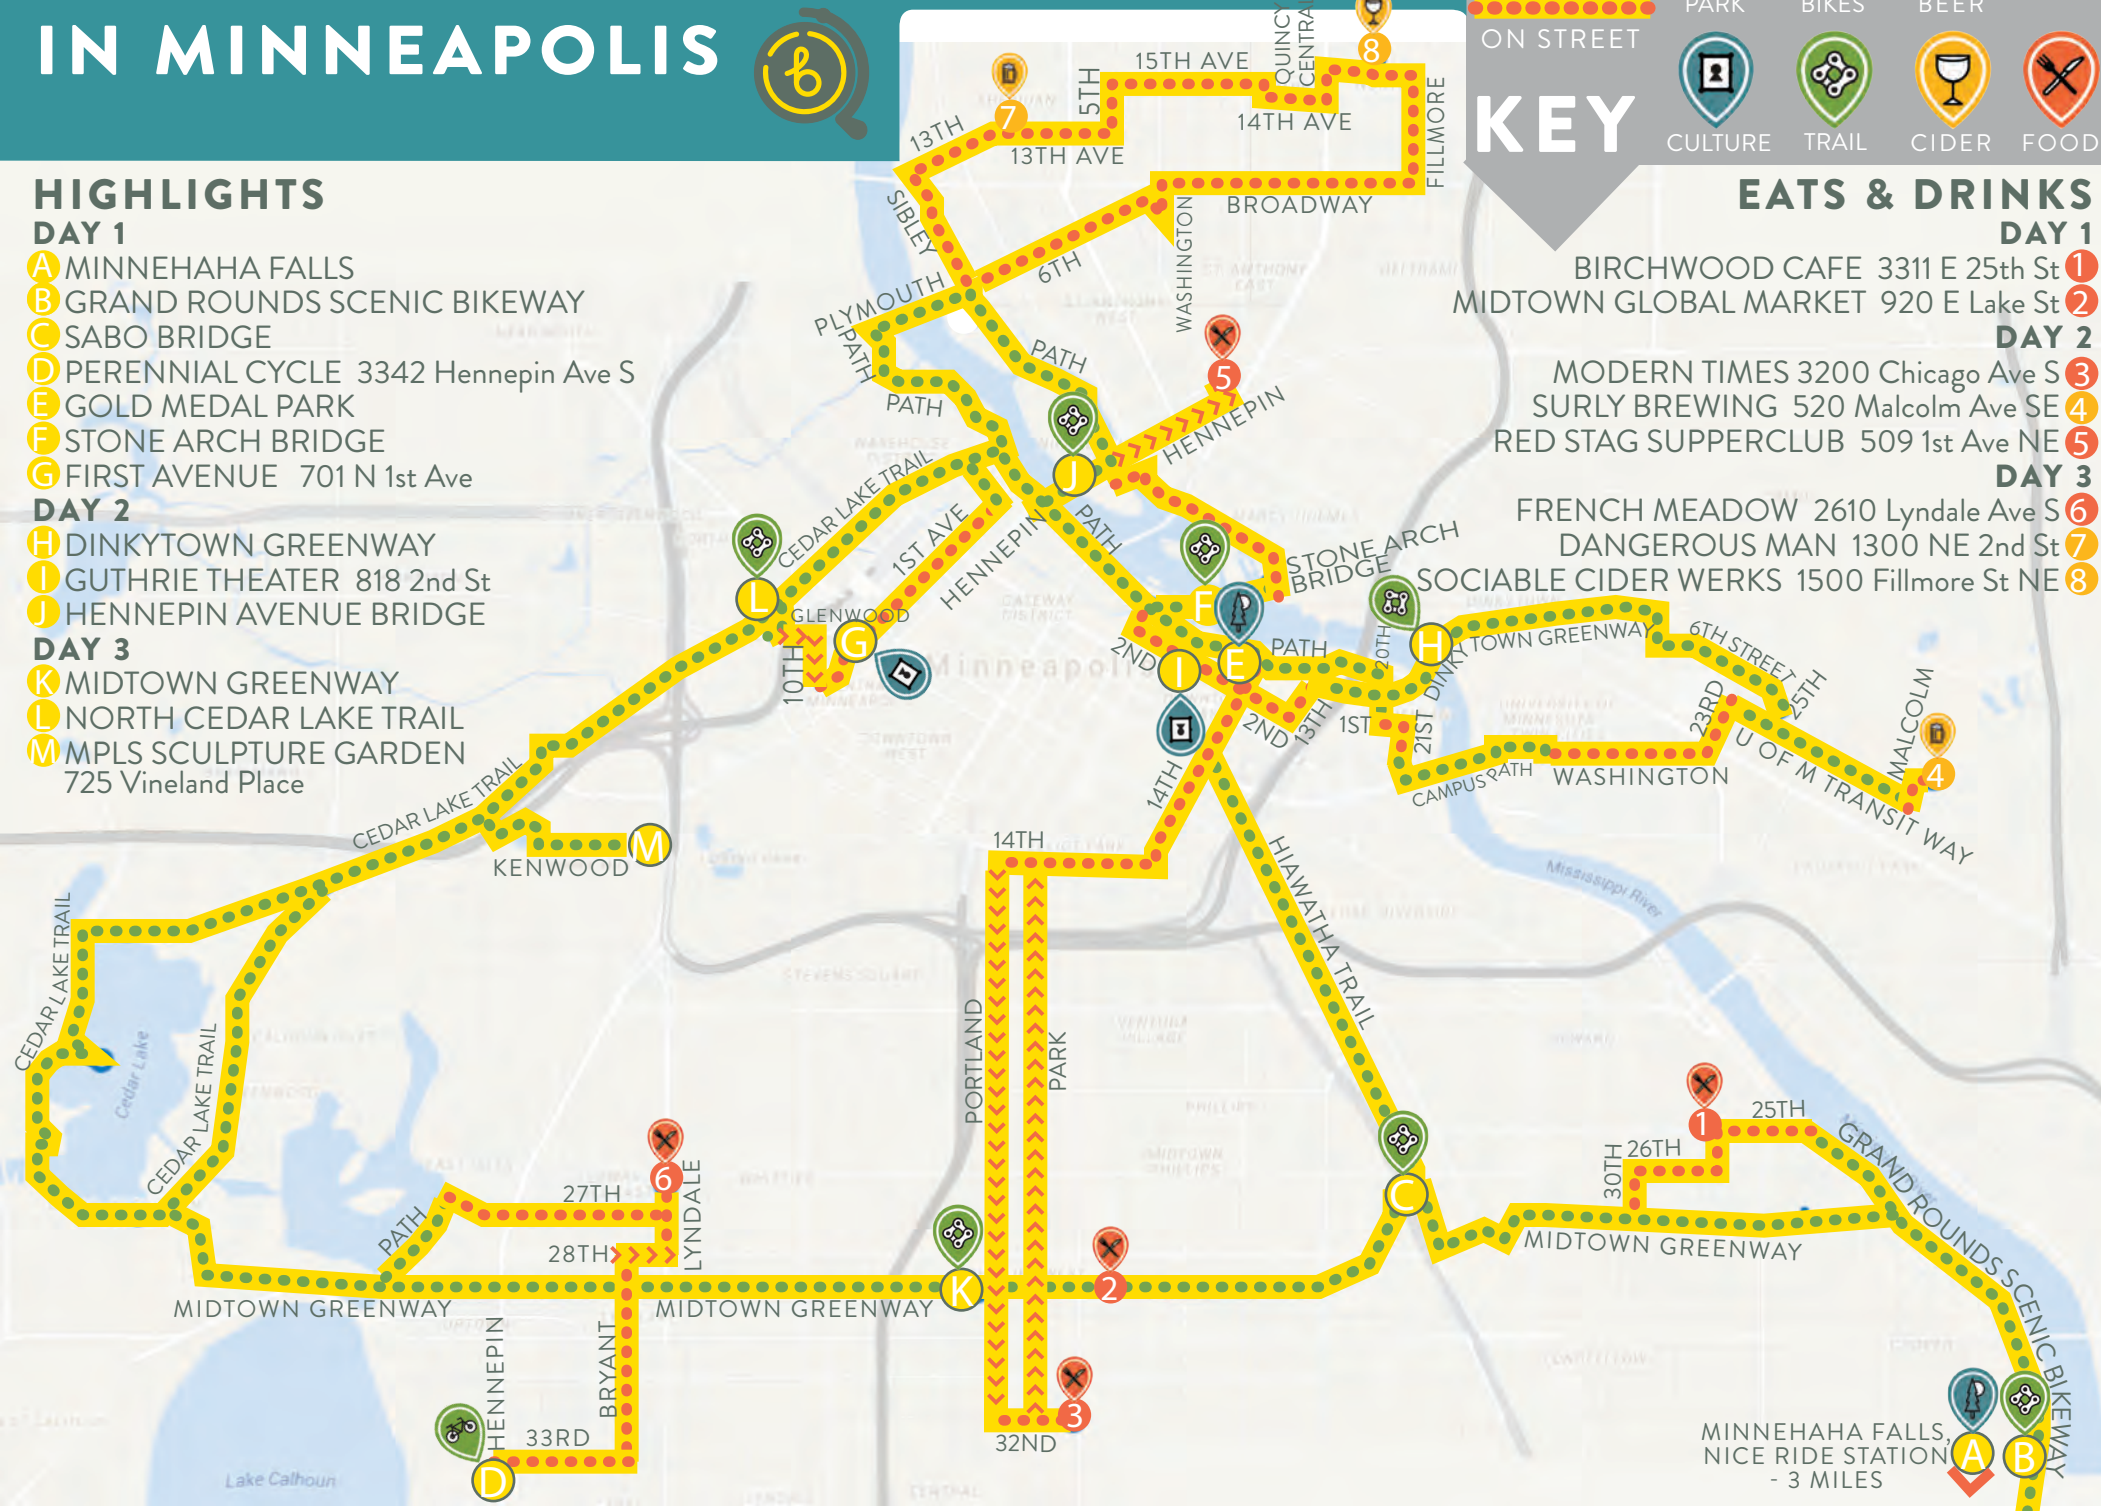 IN MINNEAPOLIS
b
ON STREET
KEY
PARK
BIKES
BEER
CULTURE
TRAIL
CIDER
FOOD
HIGHLIGHTS
DAY 1
A MINNEHAHA FALLS
B GRAND ROUNDS SCENIC BIKEWAY
C SABO BRIDGE
D PERENNIAL CYCLE 3342 Hennepin Ave S
E GOLD MEDAL PARK
F STONE ARCH BRIDGE
G FIRST AVENUE 701 N 1st Ave
DAY 2
H DINKYTOWN GREENWAY
I GUTHRIE THEATER 818 2nd St
J HENNEPIN AVENUE BRIDGE
DAY 3
K MIDTOWN GREENWAY
L NORTH CEDAR LAKE TRAIL
M MPLS SCULPTURE GARDEN
725 Vineland Place
EATS & DRINKS
DAY 1
BIRCHWOOD CAFE 3311 E 25th St 1
MIDTOWN GLOBAL MARKET 920 E Lake St 2
DAY 2
MODERN TIMES 3200 Chicago Ave S 3
SURLY BREWING 520 Malcolm Ave SE 4
RED STAG SUPPERCLUB 509 1st Ave NE 5
DAY 3
FRENCH MEADOW 2610 Lyndale Ave S 6
DANGEROUS MAN 1300 NE 2nd St 7
SOCIABLE CIDER WERKS 1500 Fillmore St NE 8
QUINCY
CENTRAL
8
15TH AVE
5TH
7
13TH
13TH AVE
14TH AVE
FILLMORE
BROADWAY
SIBLEY
WASHINGTON
6TH
PLYMOUTH
PATH
PATH
PATH
5
HENNEPIN
J
CEDAR LAKE TRAIL
1ST AVE
HENNEPIN
PATH
STONE ARCH
BRIDGE
L
GLENWOOD
G
10TH
Minneapolis
F
2ND
I
E
PATH
20TH
H
DINKYTOWN GREENWAY
6TH STREET
25TH
23RD
MALCOLM
4
U OF M TRANSIT WAY
2ND
13TH
1ST
21ST
CAMPUS
PATH
WASHINGTON
14TH
14TH
CEDAR LAKE TRAIL
KENWOOD
M
HIAWATHA TRAIL
Mississippi River
CEDAR LAKE TRAIL
Cedar Lake
CEDAR LAKE TRAIL
PORTLAND
PARK
1
25TH
26TH
30TH
GRAND ROUNDS SCENIC BIKEWAY
C
6
27TH
LYNDALE
28TH
PATH
MIDTOWN GREENWAY
MIDTOWN GREENWAY
MIDTOWN GREENWAY
K
2
BRYANT
HENNEPIN
33RD
D
3
32ND
Lake Calhoun
MINNEHAHA FALLS,
NICE RIDE STATION
- 3 MILES
A
B